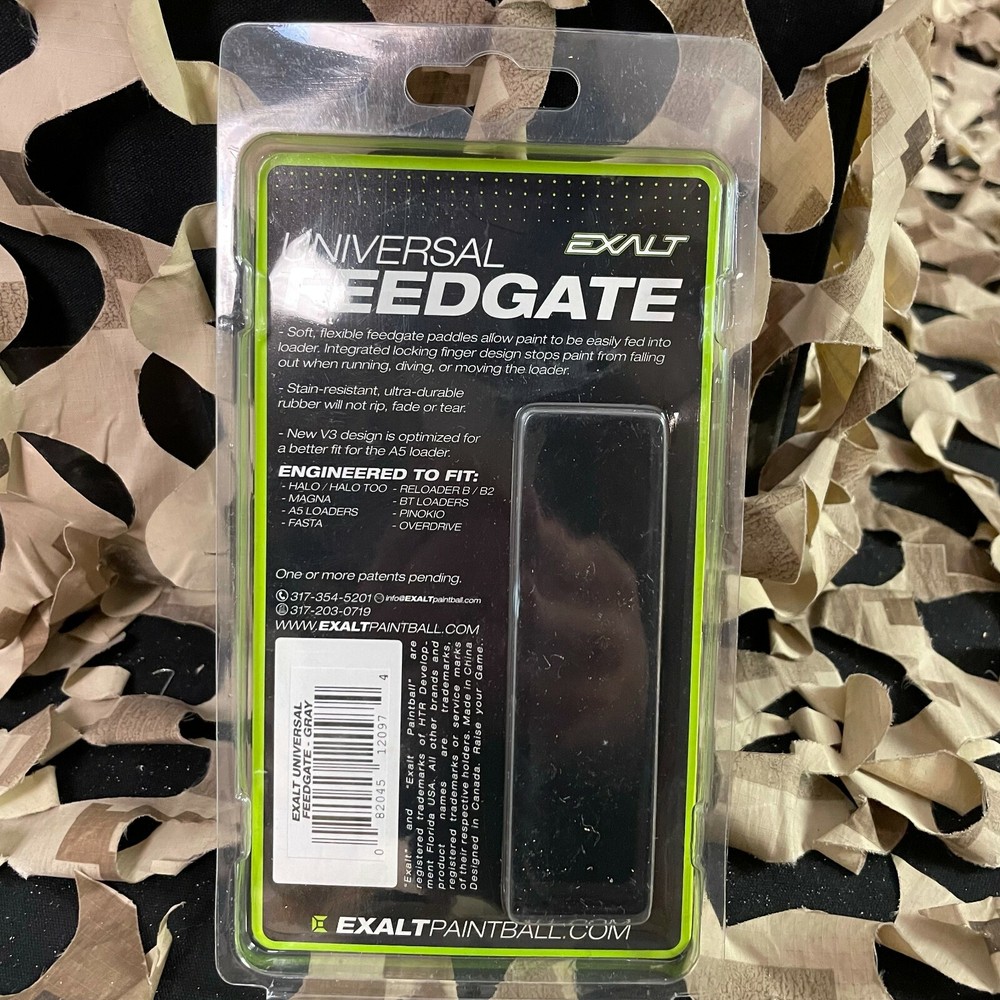 UNIVERSAL
EXALT
FEEDGATE
- Soft, flexible feedgate paddles allow paint to be easily fed into
loader. Integrated locking finger design stops paint from falling
out when running, diving, or moving the loader.
- Stain-resistant, ultra-durable
rubber will not rip, fade or tear.
- New V3 design is optimized for
a better fit for the A5 loader.
ENGINEERED TO FIT:
- HALO / HALO TOO - RELOADER B / B2
- MAGNA - BT LOADERS
- A5 LOADERS - PINOKIO
- FASTA - OVERDRIVE
One or more patents pending.
317-354-5201 info@EXALTpaintball.com
317-203-0719
WWW.EXALTPAINTBALL.COM
EXALT UNIVERSAL
FEEDGATE - GRAY
0 82045 12097 4
"Exalt" and "Exalt Paintball" are
registered trademarks of HTR Develop-
ment Florida USA. All other brands and
product names are trademarks,
registered trademarks or service marks
of their respective holders. Made in China
Designed in Canada. Raise your Game.
EXALTPAINTBALL.COM